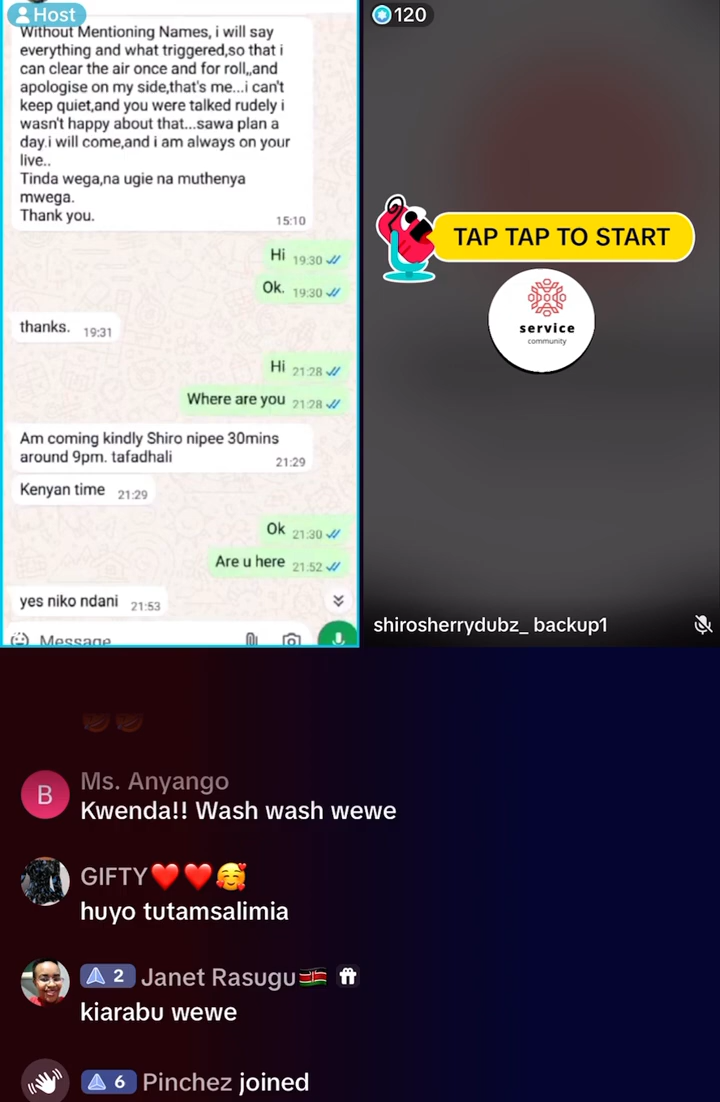 Host
Without Mentioning Names, i will say
everything and what triggered,so that i
can clear the air once and for roll,,and
apologise on my side,that's me...i can't
keep quiet,and you were talked rudely i
wasn't happy about that...sawa plan a
day.i will come,and i am always on your
live..
Tinda wega,na ugie na muthenya
mwega.
Thank you.
15:10
Hi 19:30
Ok. 19:30
thanks. 19:31
Hi 21:28
Where are you 21:28
Am coming kindly Shiro nipee 30mins
around 9pm. tafadhali
21:29
Kenyan time 21:29
Ok 21:30
Are u here 21:52
yes niko ndani 21:53
Message
120
TAP TAP TO START
service
community
shirosherrydubz_ backup1
B
Ms. Anyango
Kwenda!! Wash wash wewe
GIFTY❤️❤️🥰
huyo tutamsalimia
2 Janet Rasugu🇰🇪
kiarabu wewe
6 Pinchez joined